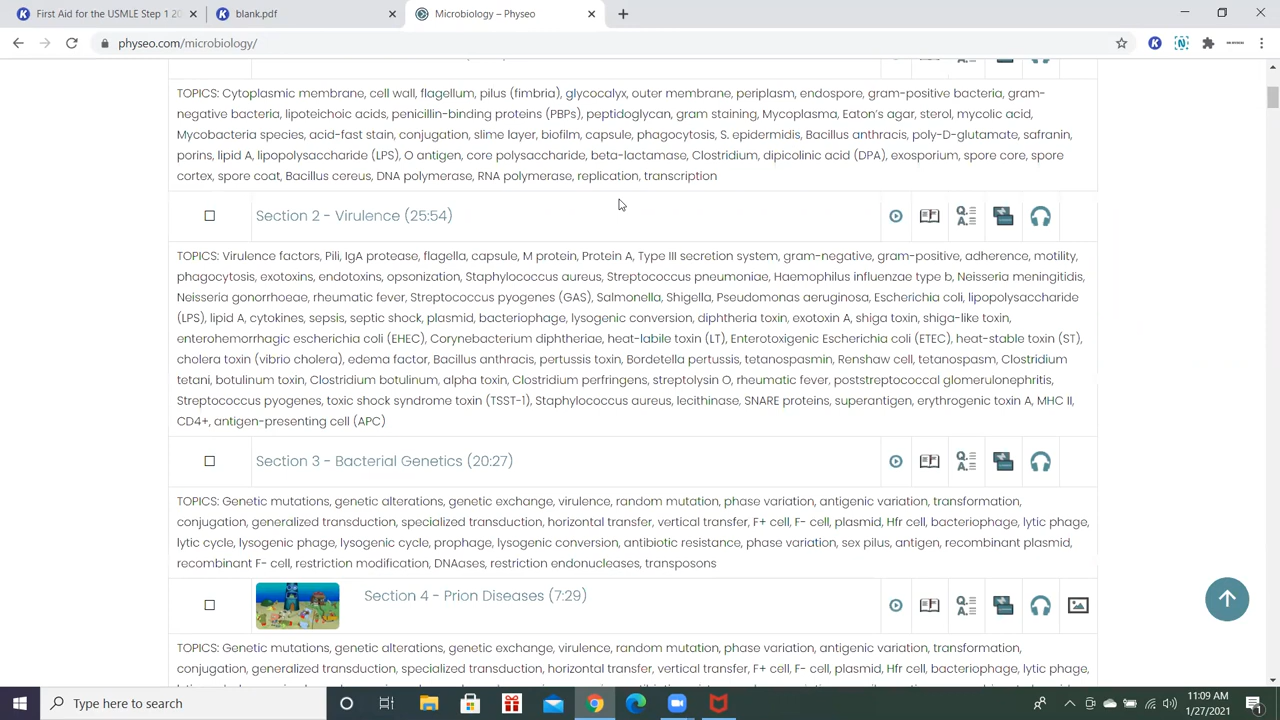 First Aid for the USMLE Step 1 20
blank.pdf
Microbiology – Physeo
physeo.com/microbiology/
TOPICS: Cytoplasmic membrane, cell wall, flagellum, pilus (fimbria), glycocalyx, outer membrane, periplasm, endospore, gram-positive bacteria, gram-
negative bacteria, lipoteichoic acids, penicillin-binding proteins (PBPs), peptidoglycan, gram staining, Mycoplasma, Eaton's agar, sterol, mycolic acid,
Mycobacteria species, acid-fast stain, conjugation, slime layer, biofilm, capsule, phagocytosis, S. epidermidis, Bacillus anthracis, poly-D-glutamate, safranin,
porins, lipid A, lipopolysaccharide (LPS), O antigen, core polysaccharide, beta-lactamase, Clostridium, dipicolinic acid (DPA), exosporium, spore core, spore
cortex, spore coat, Bacillus cereus, DNA polymerase, RNA polymerase, replication, transcription
Section 2 - Virulence (25:54)
Q.
A.
TOPICS: Virulence factors, Pili, IgA protease, flagella, capsule, M protein, Protein A, Type III secretion system, gram-negative, gram-positive, adherence, motility,
phagocytosis, exotoxins, endotoxins, opsonization, Staphylococcus aureus, Streptococcus pneumoniae, Haemophilus influenzae type b, Neisseria meningitidis,
Neisseria gonorrhoeae, rheumatic fever, Streptococcus pyogenes (GAS), Salmonella, Shigella, Pseudomonas aeruginosa, Escherichia coli, lipopolysaccharide
(LPS), lipid A, cytokines, sepsis, septic shock, plasmid, bacteriophage, lysogenic conversion, diphtheria toxin, exotoxin A, shiga toxin, shiga-like toxin,
enterohemorrhagic escherichia coli (EHEC), Corynebacterium diphtheriae, heat-labile toxin (LT), Enterotoxigenic Escherichia coli (ETEC), heat-stable toxin (ST),
cholera toxin (vibrio cholera), edema factor, Bacillus anthracis, pertussis toxin, Bordetella pertussis, tetanospasmin, Renshaw cell, tetanospasm, Clostridium
tetani, botulinum toxin, Clostridium botulinum, alpha toxin, Clostridium perfringens, streptolysin O, rheumatic fever, poststreptococcal glomerulonephritis,
Streptococcus pyogenes, toxic shock syndrome toxin (TSST-1), Staphylococcus aureus, lecithinase, SNARE proteins, superantigen, erythrogenic toxin A, MHC II,
CD4+, antigen-presenting cell (APC)
Section 3 - Bacterial Genetics (20:27)
Q.
A.
TOPICS: Genetic mutations, genetic alterations, genetic exchange, virulence, random mutation, phase variation, antigenic variation, transformation,
conjugation, generalized transduction, specialized transduction, horizontal transfer, vertical transfer, F+ cell, F- cell, plasmid, Hfr cell, bacteriophage, lytic phage,
lytic cycle, lysogenic phage, lysogenic cycle, prophage, lysogenic conversion, antibiotic resistance, phase variation, sex pilus, antigen, recombinant plasmid,
recombinant F- cell, restriction modification, DNAases, restriction endonucleases, transposons
Section 4 - Prion Diseases (7:29)
Q.
A.
TOPICS: Genetic mutations, genetic alterations, genetic exchange, virulence, random mutation, phase variation, antigenic variation, transformation,
conjugation, generalized transduction, specialized transduction, horizontal transfer, vertical transfer, F+ cell, F- cell, plasmid, Hfr cell, bacteriophage, lytic phage,
Type here to search
11:09 AM
1/27/2021